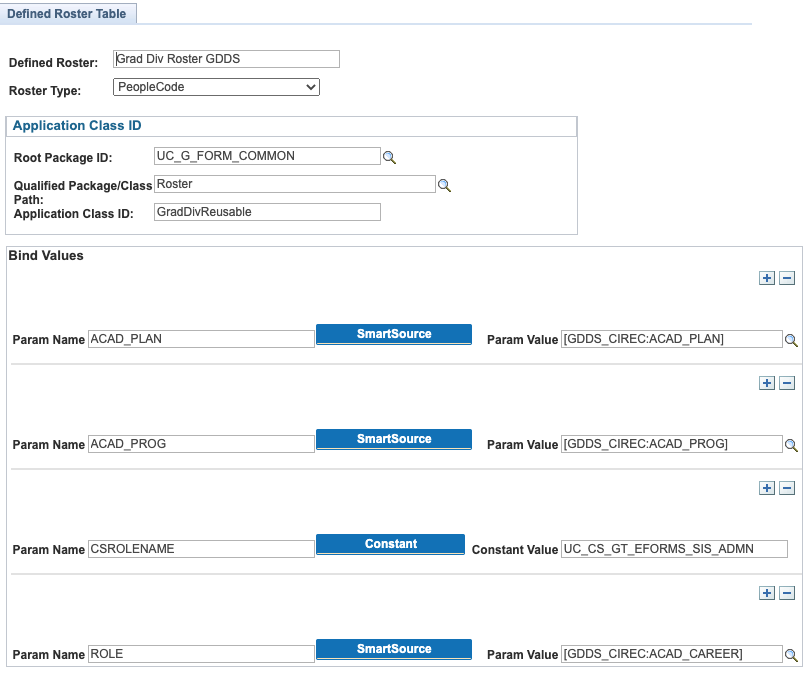 Defined Roster Table
Defined Roster: Grad Div Roster GDDS
Roster Type: PeopleCode
Application Class ID
Root Package ID: UC_G_FORM_COMMON
Qualified Package/Class Path: Roster
Application Class ID: GradDivReusable
Bind Values
Param Name ACAD_PLAN SmartSource Param Value [GDDS_CIREC:ACAD_PLAN]
Param Name ACAD_PROG SmartSource Param Value [GDDS_CIREC:ACAD_PROG]
Param Name CSROLENAME Constant Constant Value UC_CS_GT_EFORMS_SIS_ADMN
Param Name ROLE SmartSource Param Value [GDDS_CIREC:ACAD_CAREER]